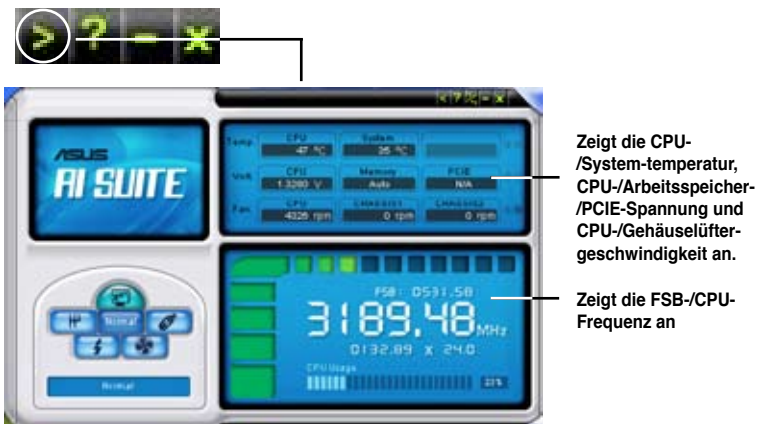 > ? - x
< ? - x
ASUS
AI SUITE
Temp.
CPU
System
47 °C
35 °C
Volt.
CPU
Memory
PCIE
1.3280 V
Auto
N/A
Fan
CPU
CHASSIS1
CHASSIS2
4326 rpm
0 rpm
0 rpm
Normal
Normal
FSB: 0531.58
3189.48 MHz
0132.89 X 24.0
CPU Usage
Zeigt die CPU-
/System-temperatur,
CPU-/Arbeitsspeicher-
/PCIE-Spannung und
CPU-/Gehäuselüfter-
geschwindigkeit an.
Zeigt die FSB-/CPU-
Frequenz an